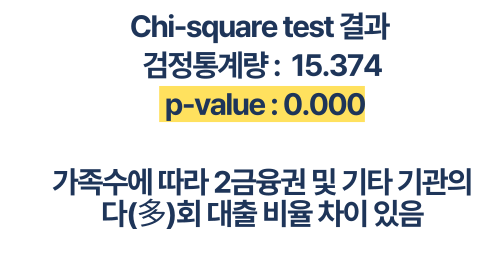 Chi-square test 결과
검정통계량 : 15.374
p-value : 0.000
가족수에 따라 2금융권 및 기타 기관의
다(多)회 대출 비율 차이 있음